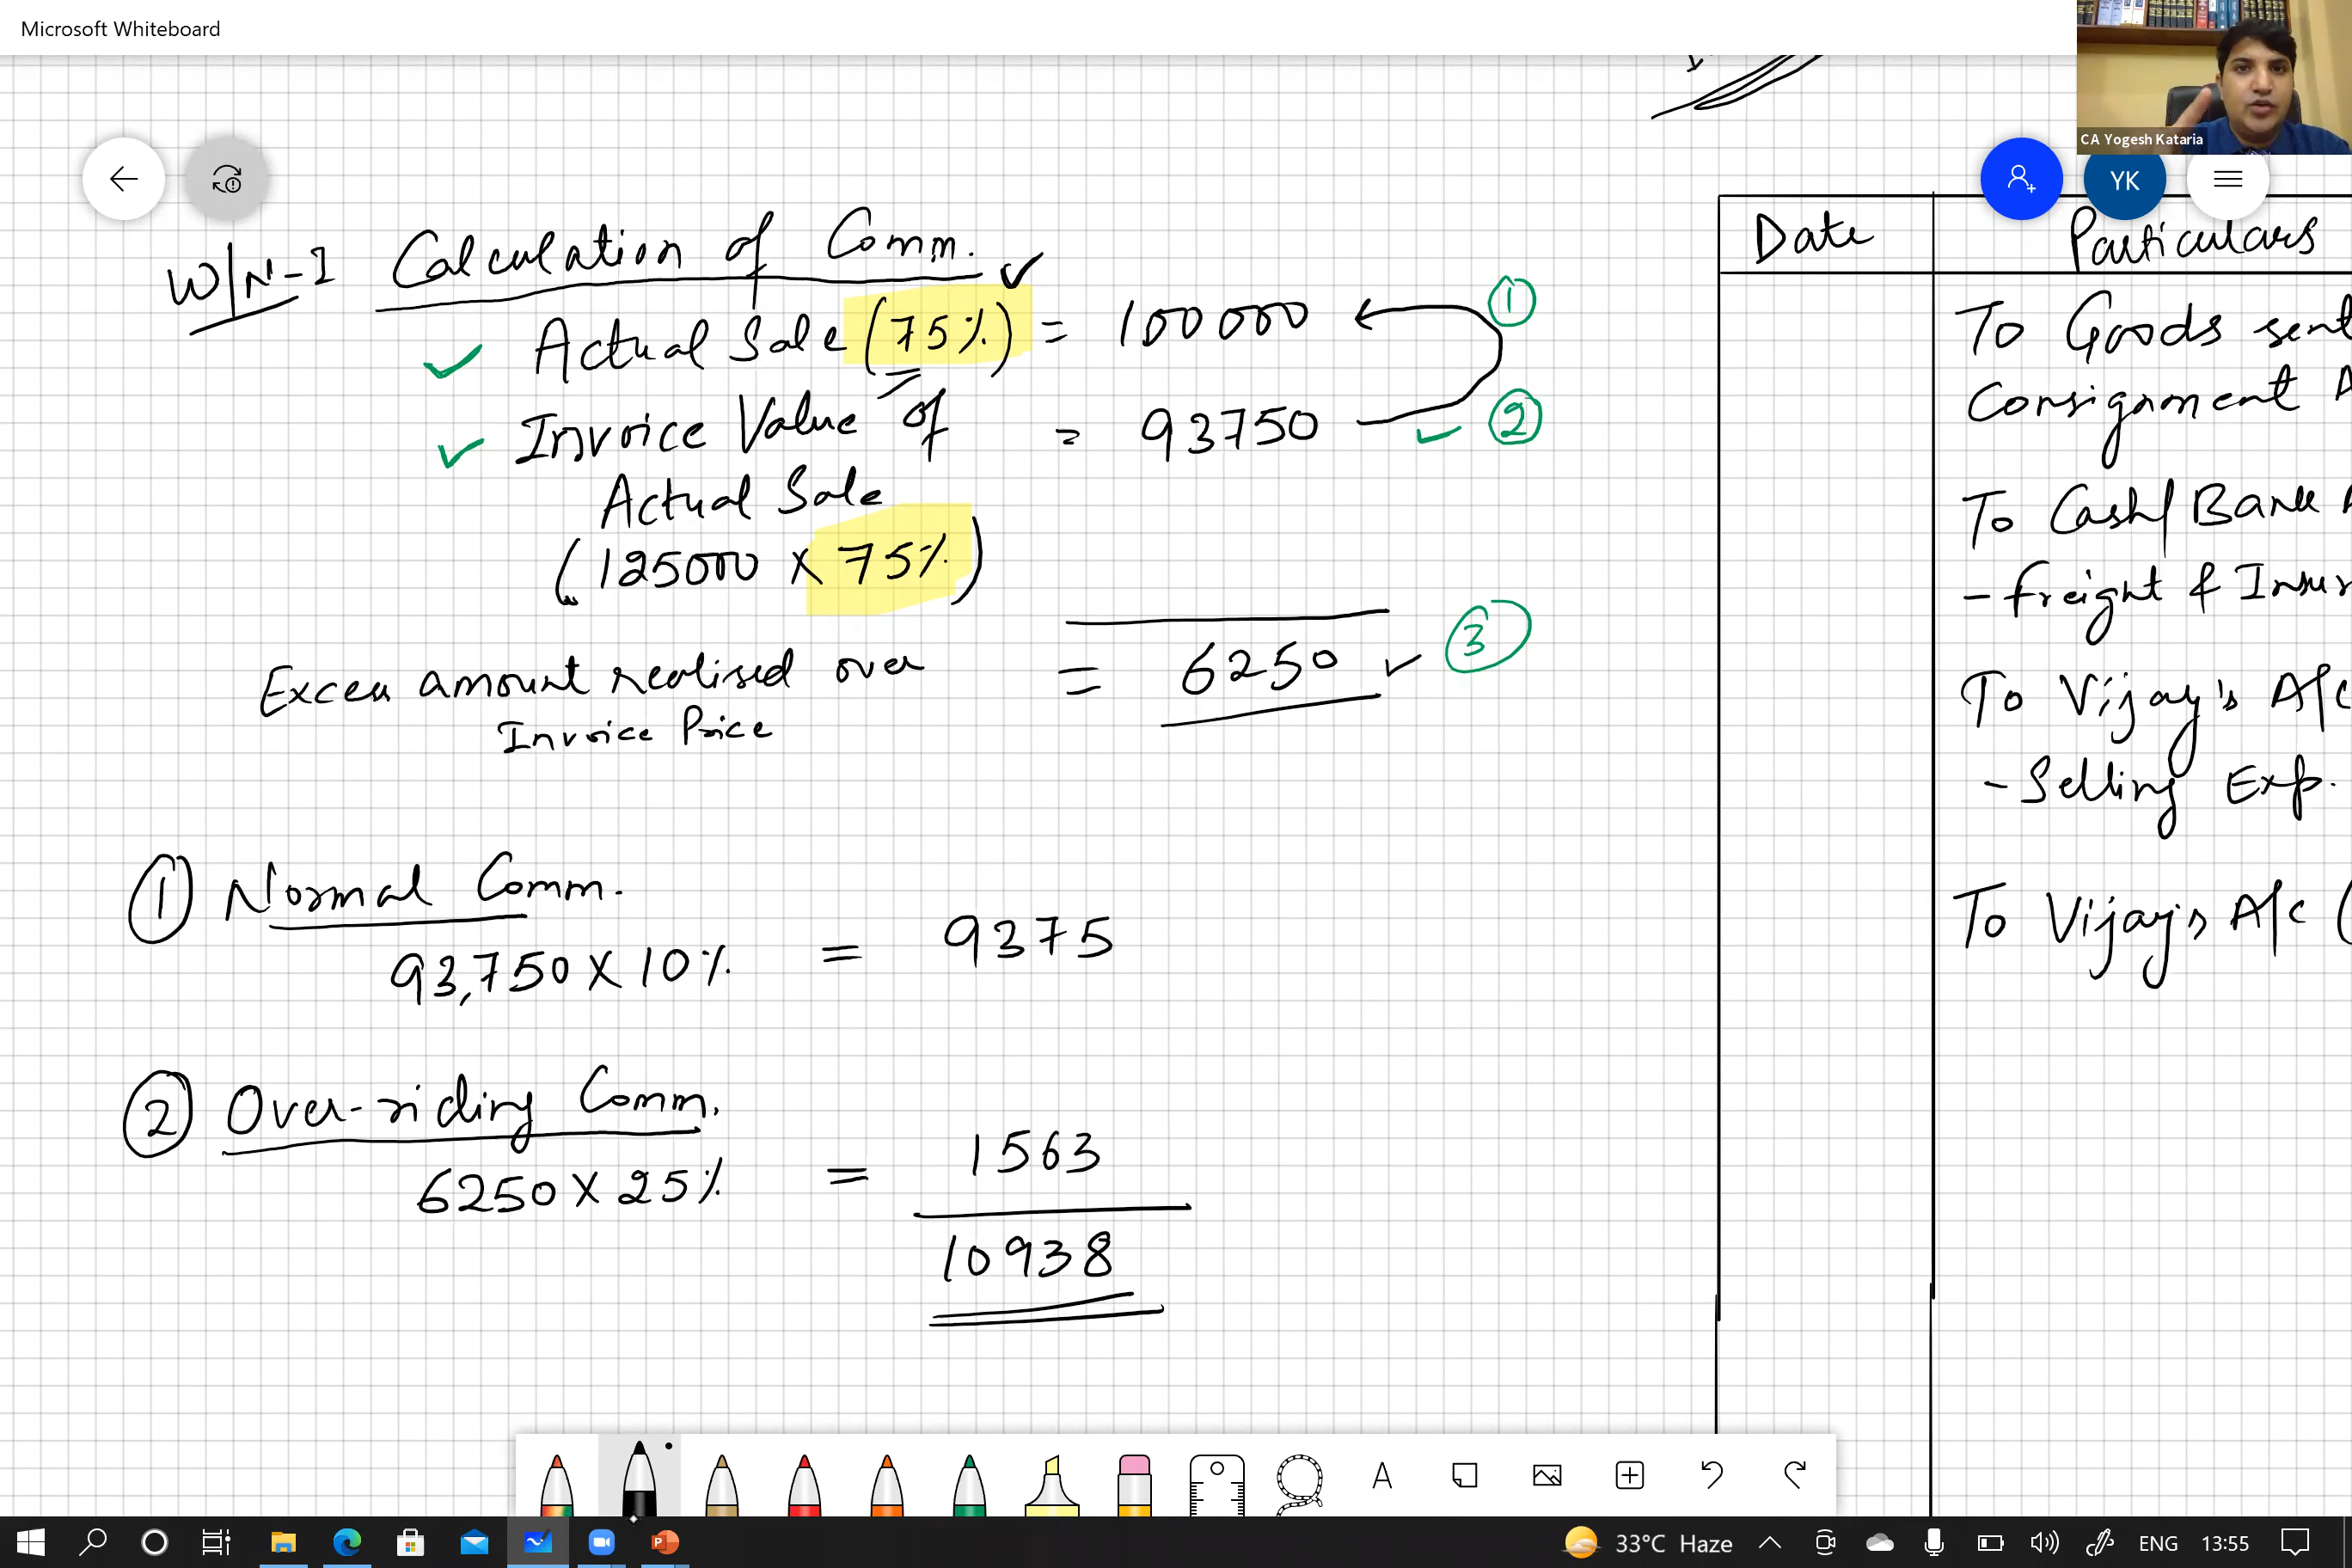 Microsoft Whiteboard
CA Yogesh Kataria
YK
W/N-1 Calculation of Comm.
Actual Sale (75%) = 100000 1
Invoice Value of = 93750 2
Actual Sale
(125000 X 75%)
Excess amount realised over = 6250 3
Invoice Price
1 Normal Comm.
93,750 X 10% = 9375
2 Over-riding Comm.
6250 X 25% = 1563
10938
Date Particulars
To Goods sent
Consignment A
To Cash/Bank
- freight & Insur
To Vijay's A/c
- Selling Exp.
To Vijay's A/c (
A
33°C Haze ENG 13:55